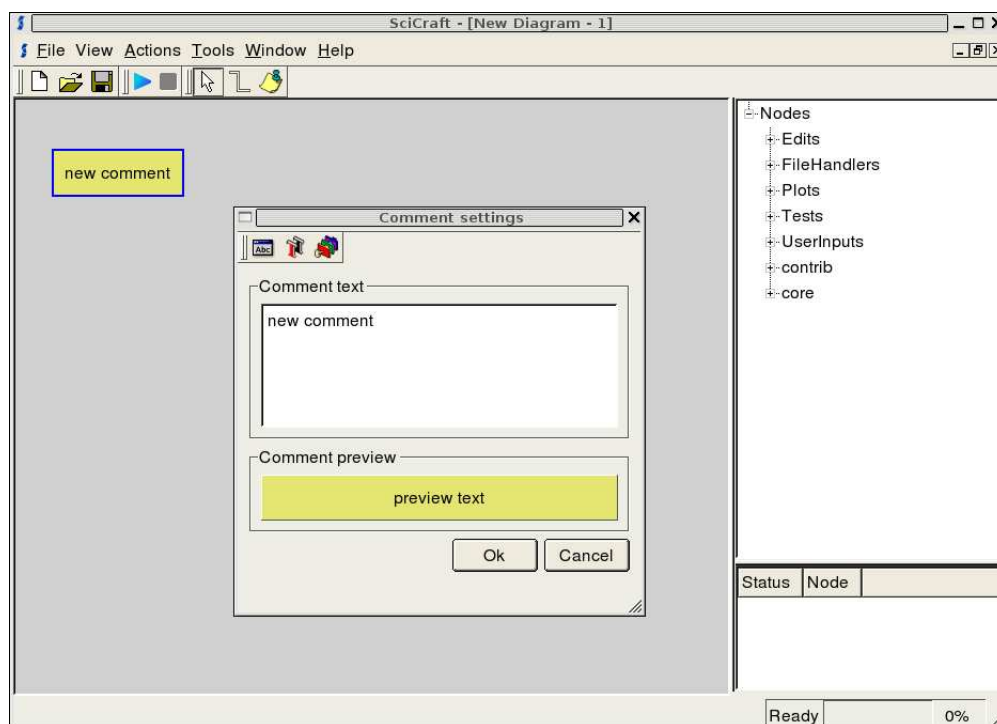 SciCraft - [New Diagram - 1]
File View Actions Tools Window Help
new comment
Comment settings
Abc
Comment text
new comment
Comment preview
preview text
Ok Cancel
Nodes
Edits
FileHandlers
Plots
Tests
UserInputs
contrib
core
Status Node
Ready 0%